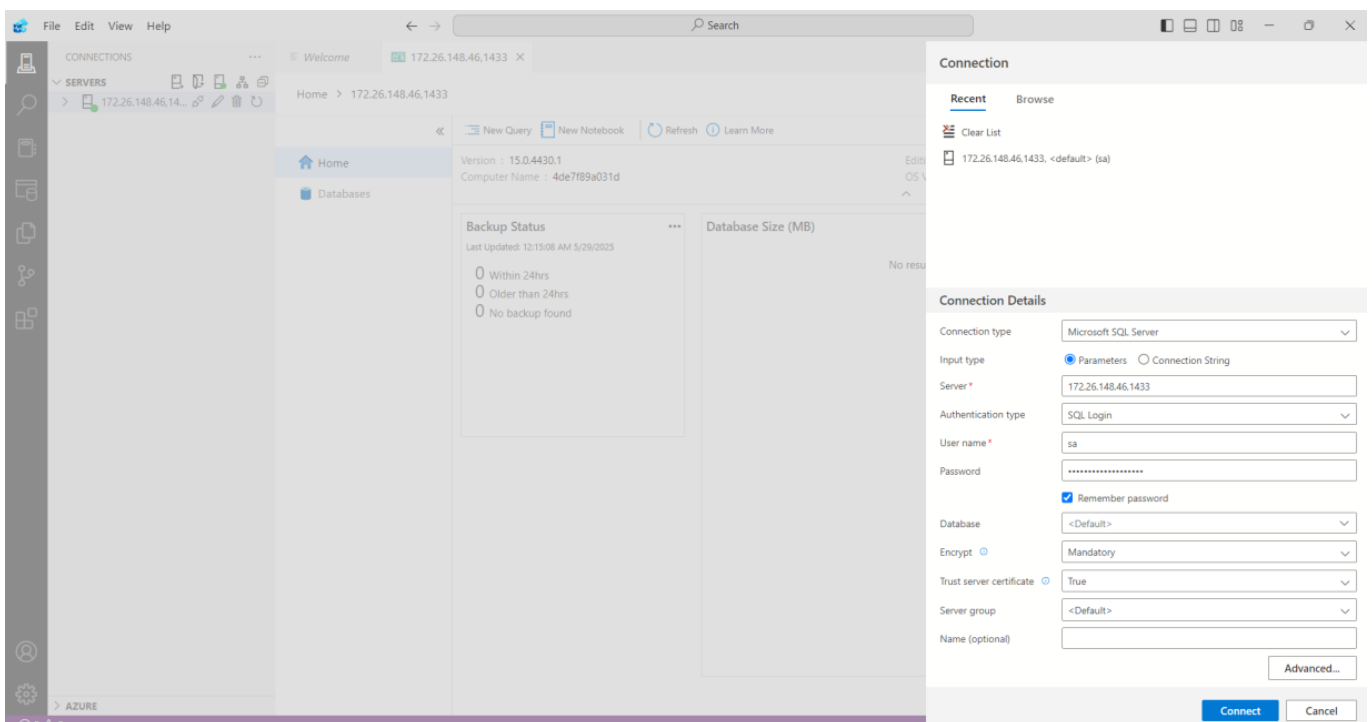 File Edit View Help
Search
CONNECTIONS
SERVERS
172.26.148.46,14...
AZURE
Welcome
172.26.148.46,1433
Home > 172.26.148.46,1433
New Query New Notebook Refresh Learn More
Home
Databases
Version : 15.0.4430.1
Computer Name : 4de7f89a031d
Editi
OS V
Backup Status
Last Updated: 12:15:08 AM 5/29/2025
0 Within 24hrs
0 Older than 24hrs
0 No backup found
Database Size (MB)
No resu
Connection
Recent Browse
Clear List
172.26.148.46,1433, <default> (sa)
Connection Details
Connection type Microsoft SQL Server
Input type Parameters Connection String
Server* 172.26.148.46,1433
Authentication type SQL Login
User name* sa
Password •••••••••••••••••••
Remember password
Database <Default>
Encrypt Mandatory
Trust server certificate True
Server group <Default>
Name (optional)
Advanced...
Connect Cancel